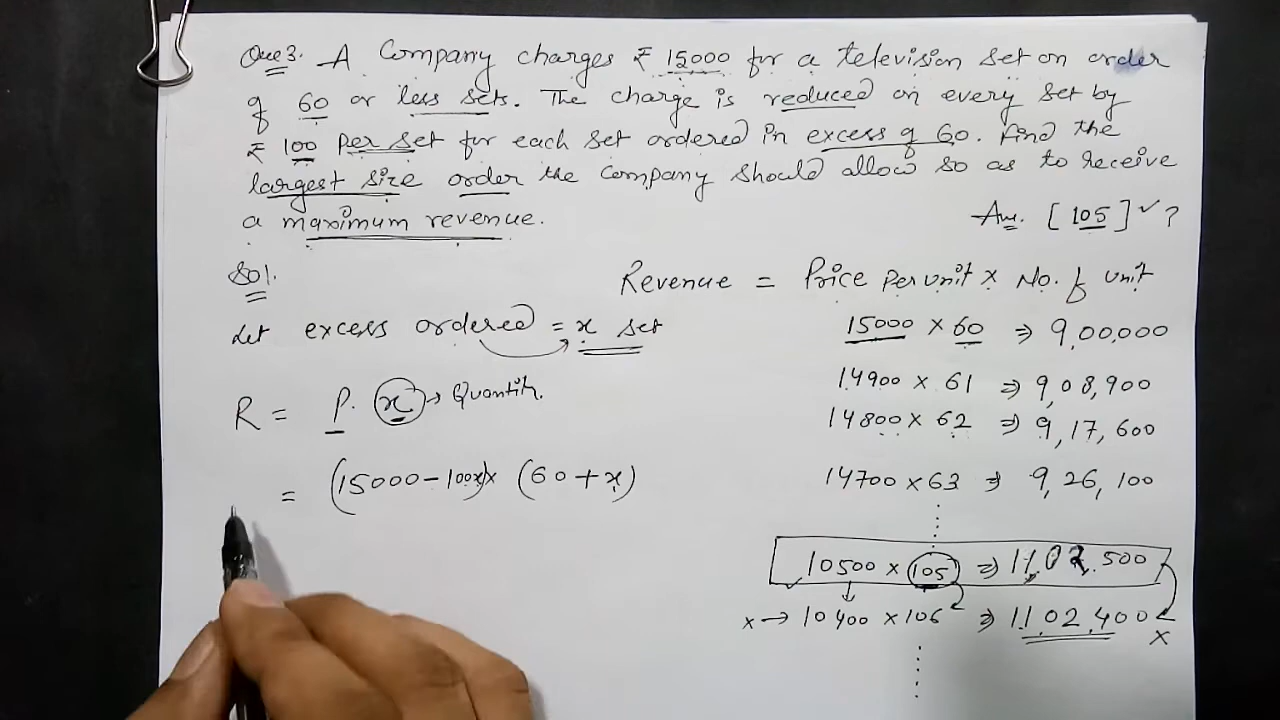 Que 3. A Company charges ₹ 15000 for a television set on order
of 60 or less sets. The charge is reduced on every set by
₹ 100 per set for each set ordered in excess of 60. Find the
largest size order the company should allow so as to receive
a maximum revenue.
Ans. [105] ✓ ?
Sol.
Revenue = Price per unit × No. of unit
Let excess ordered = x set
15000 × 60 ⇒ 9,00,000
14900 × 61 ⇒ 9,08,900
R = P. x → Quantity.
14800 × 62 ⇒ 9,17,600
= (15000 - 100x) × (60 + x)
14700 × 63 ⇒ 9,26,100
10500 × 105 ⇒ 11,02,500
x → 10400 × 106 ⇒ 11,02,400 x